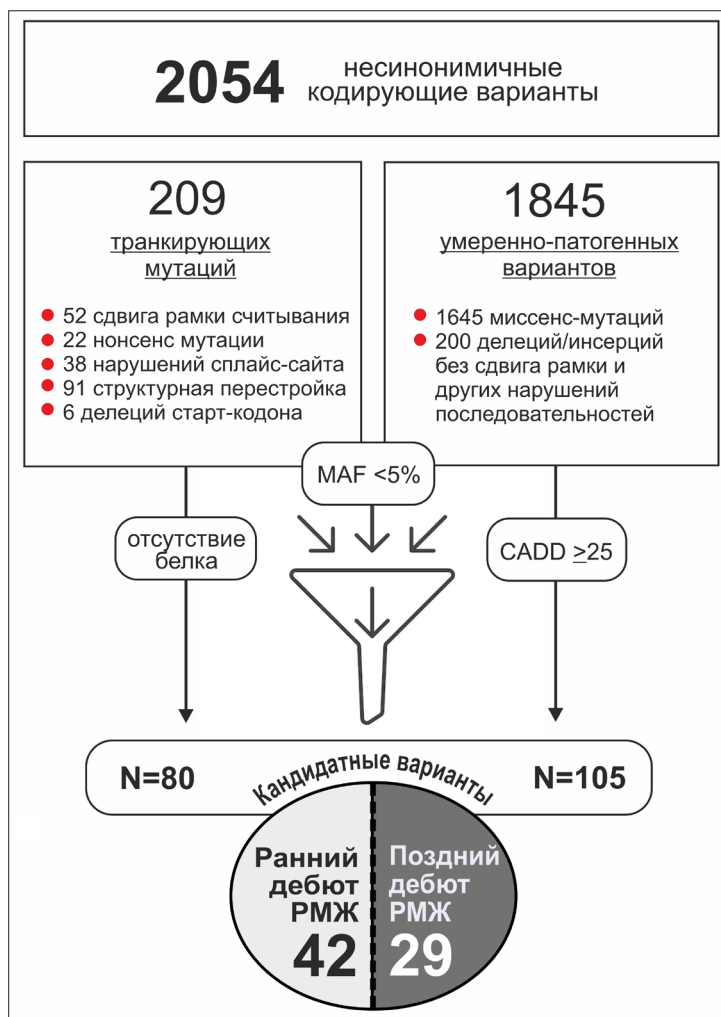 2054 несинонимичные
кодирующие варианты
209
транкирующих
мутаций
52 сдвига рамки считывания
22 нонсенс мутации
38 нарушений сплайс-сайта
91 структурная перестройка
6 делеций старт-кодона
1845
умеренно-патогенных
вариантов
1645 миссенс-мутаций
200 делеций/инсерций
без сдвига рамки и
других нарушений
последовательностей
MAF <5%
отсутствие
белка
CADD ≥25
N=80
N=105
Кандидатные варианты
Ранний
дебют
РМЖ
42
Поздний
дебют
РМЖ
29